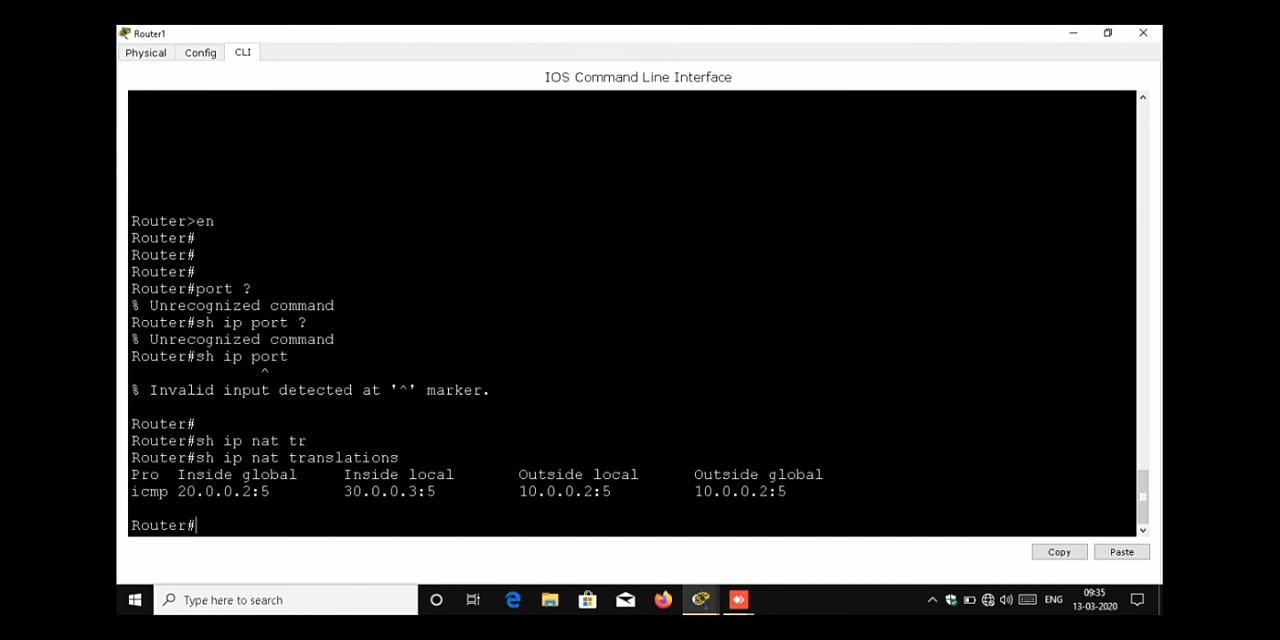 Router1
Physical Config CLI
IOS Command Line Interface
Router>en
Router#
Router#
Router#
Router#port ?
% Unrecognized command
Router#sh ip port ?
% Unrecognized command
Router#sh ip port
^
% Invalid input detected at '^' marker.
Router#
Router#sh ip nat tr
Router#sh ip nat translations
Pro Inside global Inside local Outside local Outside global
icmp 20.0.0.2:5 30.0.0.3:5 10.0.0.2:5 10.0.0.2:5
Router#
Copy Paste
Type here to search
ENG
09:35
13-03-2020